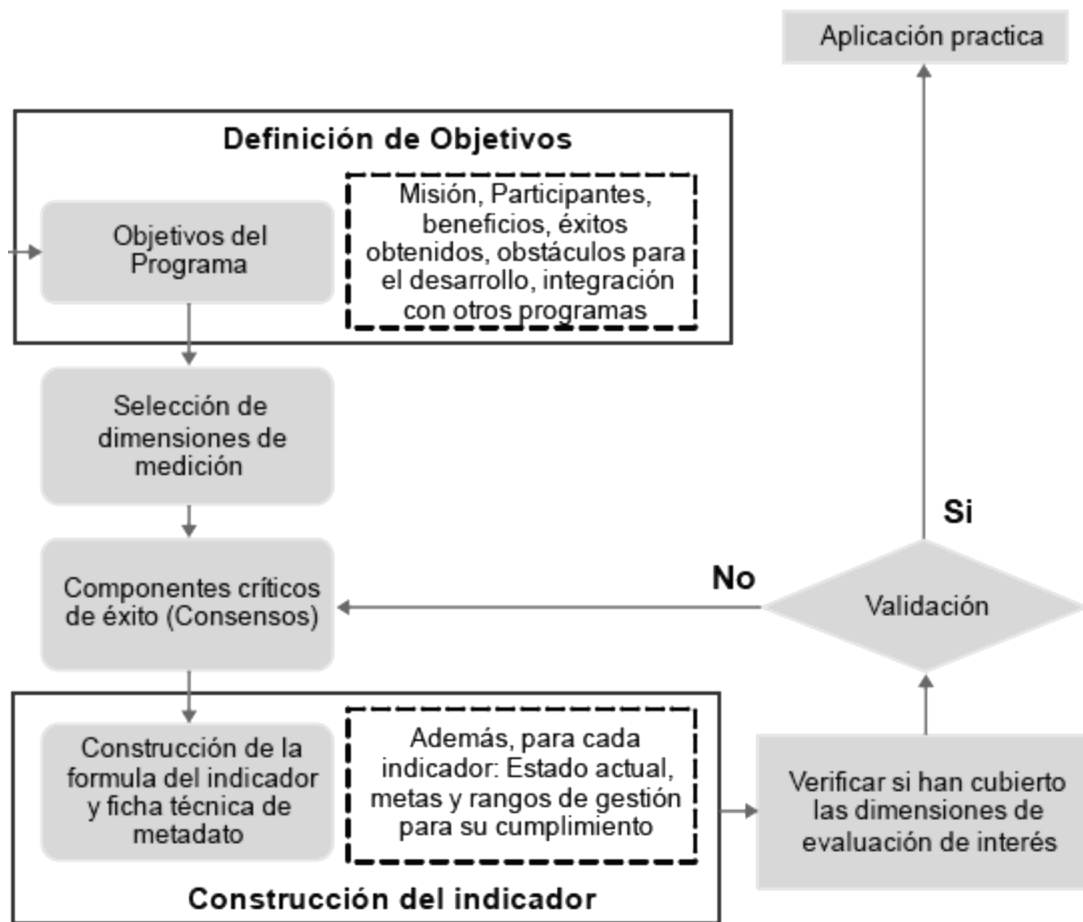 Aplicación practica
Definición de Objetivos
Objetivos del
Programa
Misión, Participantes,
beneficios, éxitos
obtenidos, obstáculos para
el desarrollo, integración
con otros programas
Selección de
dimensiones de
medición
Componentes críticos
de éxito (Consensos)
No
Si
Validación
Construcción de la
formula del indicador
y ficha técnica de
metadato
Además, para cada
indicador: Estado actual,
metas y rangos de gestión
para su cumplimiento
Construcción del indicador
Verificar si han cubierto
las dimensiones de
evaluación de interés